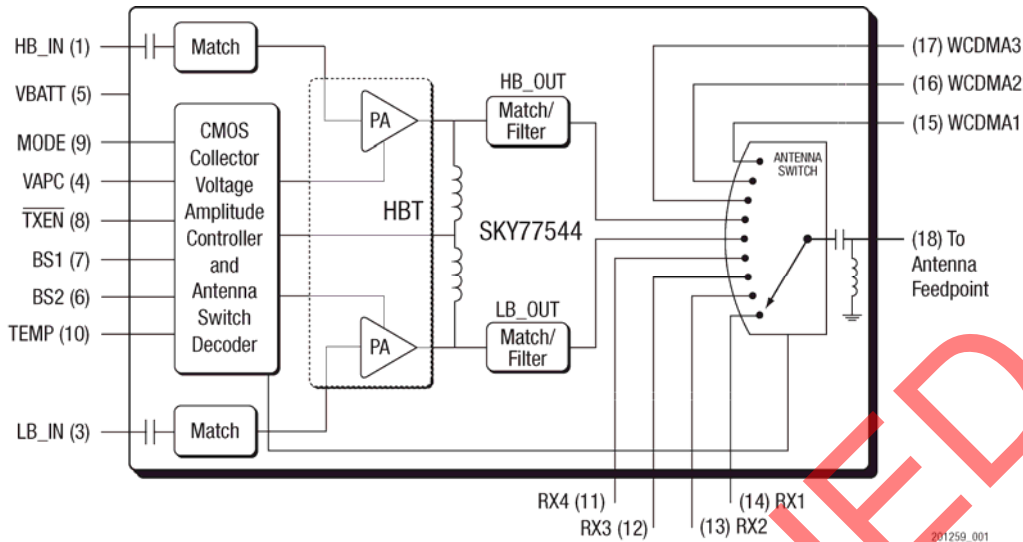 HB_IN (1)
Match
VBATT (5)
MODE (9)
VAPC (4)
TXEN (8)
BS1 (7)
BS2 (6)
TEMP (10)
LB_IN (3)
Match
CMOS
Collector
Voltage
Amplitude
Controller
and
Antenna
Switch
Decoder
PA
HBT
PA
HB_OUT
Match/
Filter
SKY77544
LB_OUT
Match/
Filter
ANTENNA
SWITCH
(17) WCDMA3
(16) WCDMA2
(15) WCDMA1
(18) To
Antenna
Feedpoint
RX4 (11)
RX3 (12)
(14) RX1
(13) RX2
IED
201259_001